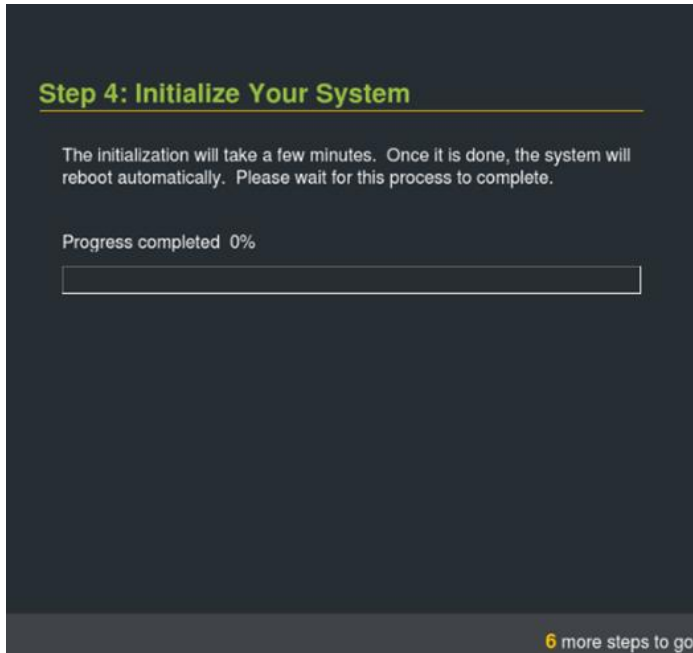 Step 4: Initialize Your System
The initialization will take a few minutes. Once it is done, the system will
reboot automatically. Please wait for this process to complete.
Progress completed 0%
6 more steps to go